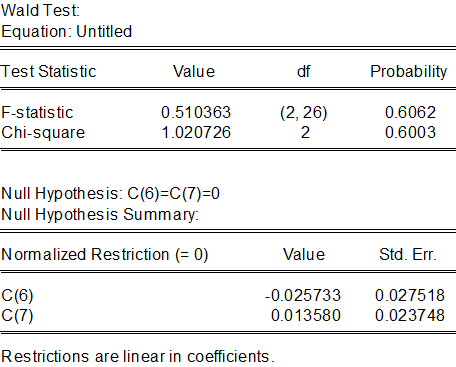 Wald Test:
Equation: Untitled
Test Statistic Value df Probability
F-statistic 0.510363 (2, 26) 0.6062
Chi-square 1.020726 2 0.6003
Null Hypothesis: C(6)=C(7)=0
Null Hypothesis Summary:
Normalized Restriction (= 0) Value Std. Err.
C(6) -0.025733 0.027518
C(7) 0.013580 0.023748
Restrictions are linear in coefficients.